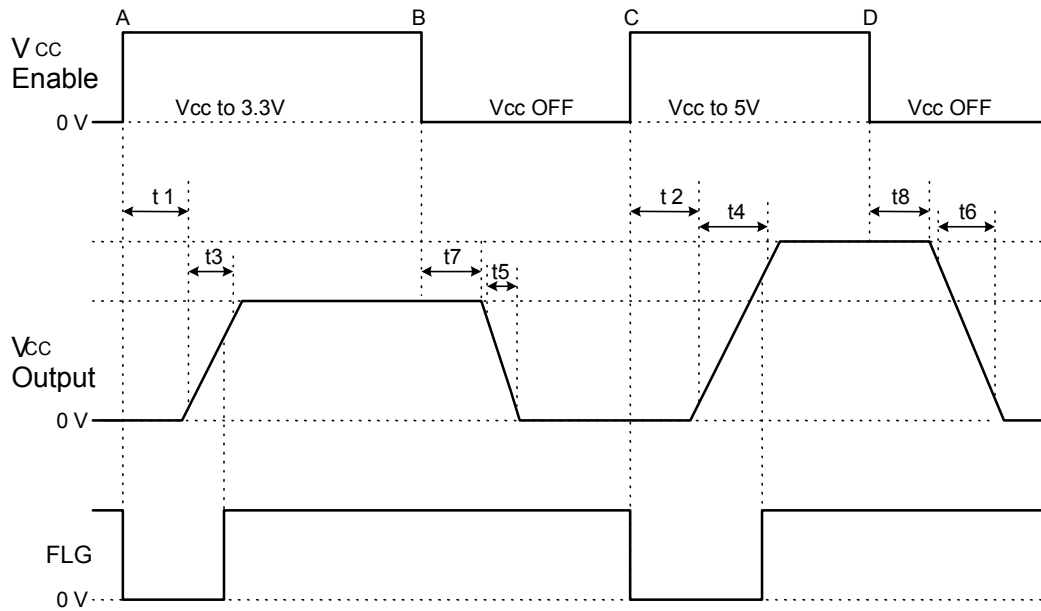 A B C D
V CC
Enable
Vcc to 3.3V Vcc OFF Vcc to 5V Vcc OFF
0 V
t 1 t 2 t4 t8 t6
t3 t7 t5
VCC
Output
0 V
FLG
0 V